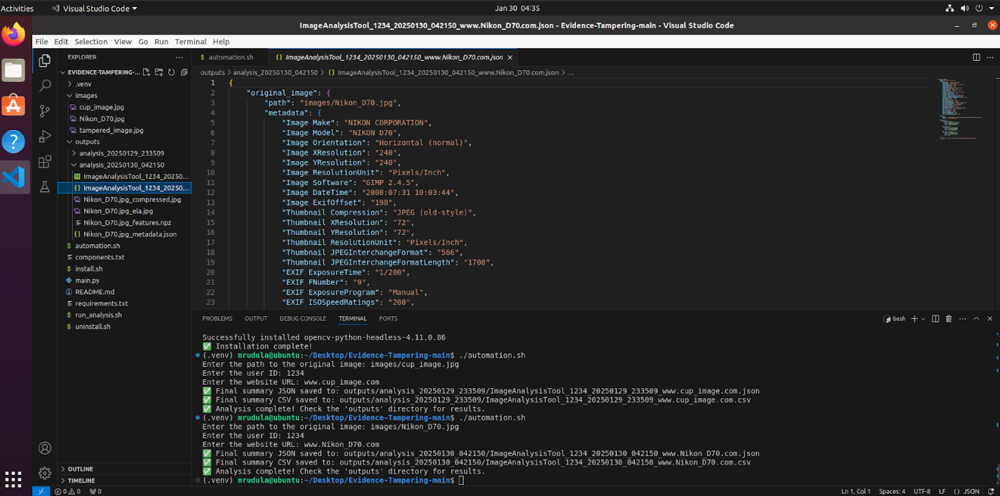 Activities
Visual Studio Code
Jan 30 04:35
ImageAnalysisTool_1234_20250130_042150_www.Nikon_D70.com.json - Evidence-Tampering-main - Visual Studio Code
File Edit Selection View Go Run Terminal Help
EXPLORER
EVIDENCE-TAMPERING-...
.venv
images
cup_image.jpg
Nikon_D70.jpg
tampered_image.jpg
outputs
analysis_20250129_233509
analysis_20250130_042150
ImageAnalysisTool_1234_20250...
ImageAnalysisTool_1234_20250...
Nikon_D70.jpg_compressed.jpg
Nikon_D70.jpg_ela.jpg
Nikon_D70.jpg_features.npz
Nikon_D70.jpg_metadata.json
automation.sh
components.txt
install.sh
main.py
README.md
requirements.txt
run_analysis.sh
uninstall.sh
OUTLINE
TIMELINE
$ automation.sh
{} ImageAnalysisTool_1234_20250130_042150_www.Nikon_D70.com.json
outputs > analysis_20250130_042150 > {} ImageAnalysisTool_1234_20250130_042150_www.Nikon_D70.com.json > ...
1 {
2 "original_image": {
3 "path": "images/Nikon_D70.jpg",
4 "metadata": {
5 "Image Make": "NIKON CORPORATION",
6 "Image Model": "NIKON D70",
7 "Image Orientation": "Horizontal (normal)",
8 "Image XResolution": "240",
9 "Image YResolution": "240",
10 "Image ResolutionUnit": "Pixels/Inch",
11 "Image Software": "GIMP 2.4.5",
12 "Image DateTime": "2008:07:31 10:03:44",
13 "Image ExifOffset": "198",
14 "Thumbnail Compression": "JPEG (old-style)",
15 "Thumbnail XResolution": "72",
16 "Thumbnail YResolution": "72",
17 "Thumbnail ResolutionUnit": "Pixels/Inch",
18 "Thumbnail JPEGInterchangeFormat": "566",
19 "Thumbnail JPEGInterchangeFormatLength": "1700",
20 "EXIF ExposureTime": "1/200",
21 "EXIF FNumber": "9",
22 "EXIF ExposureProgram": "Manual",
23 "EXIF ISOSpeedRatings": "200",
PROBLEMS OUTPUT DEBUG CONSOLE TERMINAL PORTS
bash
Successfully installed opencv-python-headless-4.11.0.86
✅ Installation complete!
(.venv) mrudula@ubuntu:~/Desktop/Evidence-Tampering-main$ ./automation.sh
Enter the path to the original image: images/cup_image.jpg
Enter the user ID: 1234
Enter the website URL: www.cup_image.com
✅ Final summary JSON saved to: outputs/analysis_20250129_233509/ImageAnalysisTool_1234_20250129_233509_www.cup_image.com.json
✅ Final summary CSV saved to: outputs/analysis_20250129_233509/ImageAnalysisTool_1234_20250129_233509_www.cup_image.com.csv
✅ Analysis complete! Check the 'outputs' directory for results.
(.venv) mrudula@ubuntu:~/Desktop/Evidence-Tampering-main$ ./automation.sh
Enter the path to the original image: images/Nikon_D70.jpg
Enter the user ID: 1234
Enter the website URL: www.Nikon_D70.com
✅ Final summary JSON saved to: outputs/analysis_20250130_042150/ImageAnalysisTool_1234_20250130_042150_www.Nikon_D70.com.json
✅ Final summary CSV saved to: outputs/analysis_20250130_042150/ImageAnalysisTool_1234_20250130_042150_www.Nikon_D70.com.csv
✅ Analysis complete! Check the 'outputs' directory for results.
(.venv) mrudula@ubuntu:~/Desktop/Evidence-Tampering-main$
0 0 0
Ln 1, Col 1 Spaces: 4 UTF-8 LF {} JSON